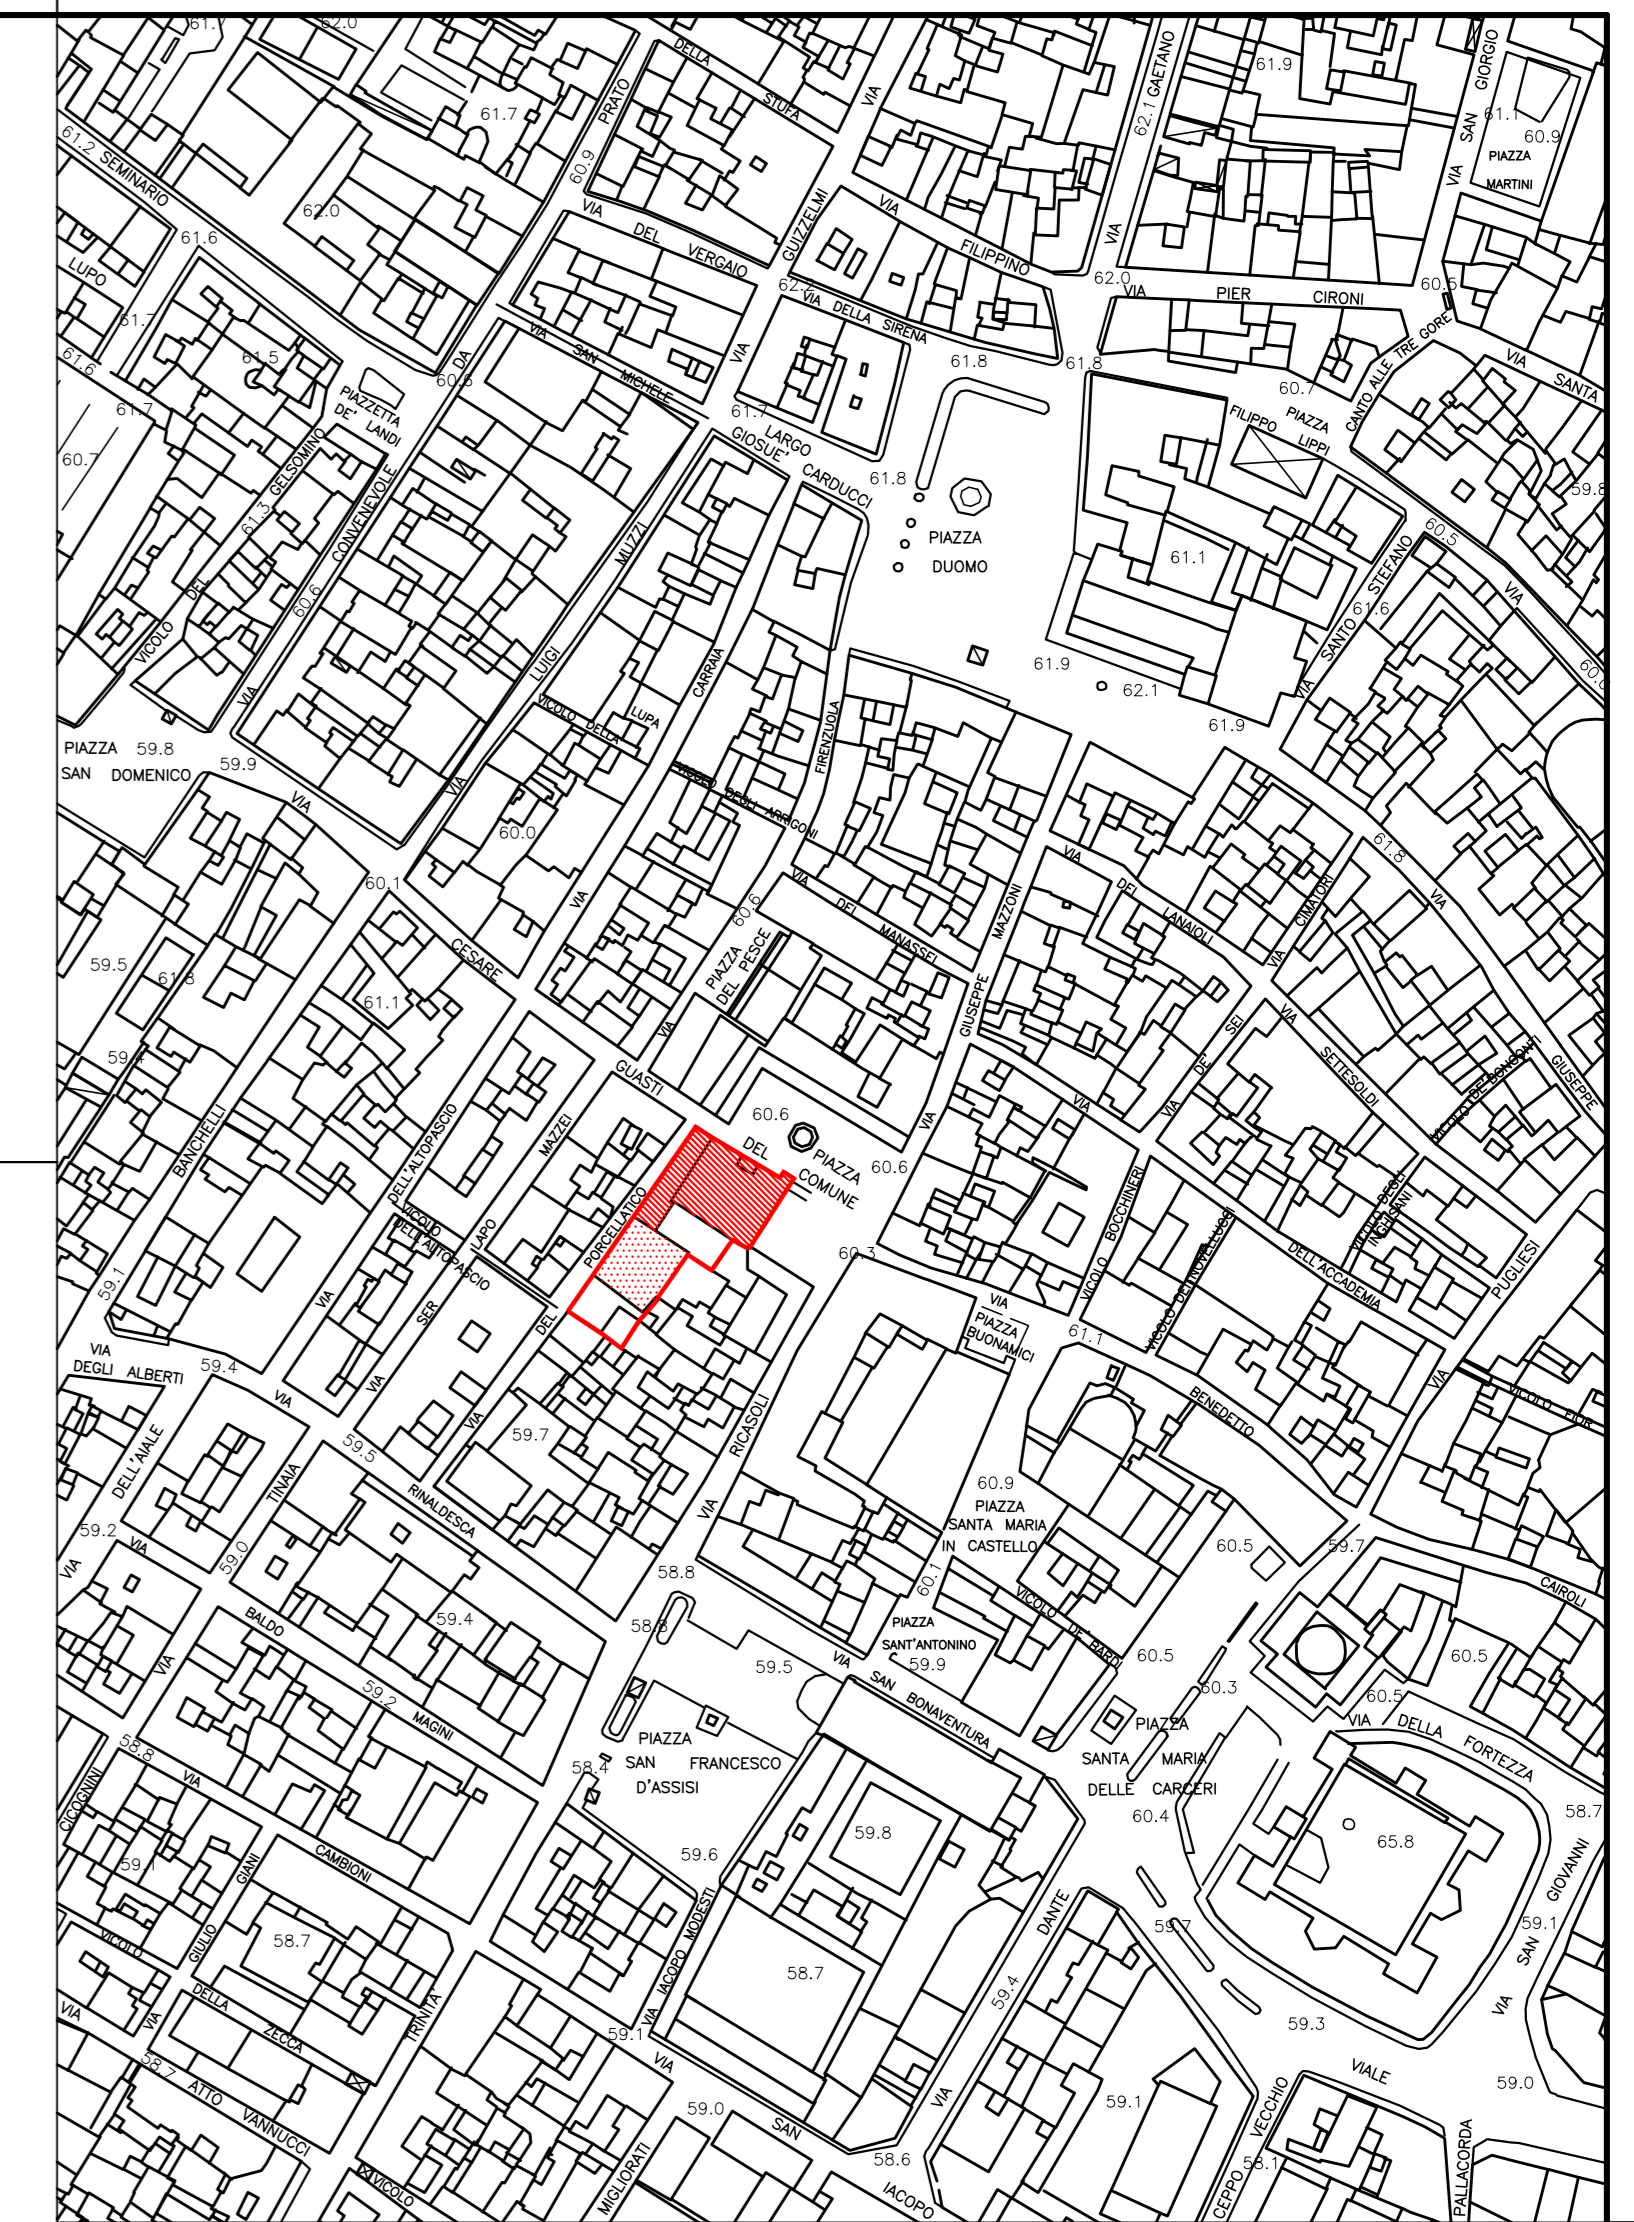 61.7
62.0
DELLA
STUFA
VIA
62.1 GAETANO
61.9
VIA SAN GIORGIO
61.1
60.9
PIAZZA
MARTINI
61.7
60.9 PRATO
61.2 SEMINARIO
62.0
61.6
LUPO
61.7
61.6
61.5
61.7
60.7
VIA
DEL VERGAIO
GUIZZELMI
62.2
VIA
FILIPPINO
VIA
62.0
VIA PIER CIRONI
60.5
VIA DELLA SIRENA
61.8
61.8
VIA
SAN
MICHELE
VIA
DA
60.6
PIAZZETTA
DE' LANDI
61.7
LARGO
GIOSUE'
CARDUCCI
61.8
60.7
PIAZZA
FILIPPO LIPPI
CANTO ALLE TRE GORE
VIA
SANTA
59.8
60.5
VIA
60.0
PIAZZA
DUOMO
61.1
VIA SANTO STEFANO
61.6
61.9
62.1
61.9
VICOLO DEL 61.3 GELSOMINO
VIA 60.6 CONVENEVOLE
VIA LUIGI MUZZI
VICOLO DELLA LUPA
VIA CARRAIA
FIRENZUOLA
VICOLO DEGLI ARRIGONI
PIAZZA 59.8
SAN DOMENICO
59.9
VIA
60.0
60.1
CESARE
60.6
PIAZZA
DEL PESCE
VIA
DEI
MANASSEI
VIA GIUSEPPE MAZZONI
VIA
DEI
LANAIOLI
VIA CIMATORI
61.8
VIA
GIUSEPPE
59.5
61.8
61.1
59.4
BANCHELLI
59.1
VIA
GUASTI
60.6
DEL
PIAZZA
COMUNE
60.6
60.3
VIA DE' SEI
VIA
SETTESOLDI
VICOLO DE' BONCONTI
VIA DELL'ALTOPASCIO
VICOLO
DELL'ALTOPASCIO
VIA SER LAPO MAZZEI
VIA DEL PORCELLATICO
VIA
DELL'ACCADEMIA
VICOLO BOCCHINERI
VICOLO DEI NOVELLUCCI
VICOLO DEGLI
INGHISANI
VIA PUGLIESI
VIA
PIAZZA
BUONAMICI
61.1
BENEDETTO
VICOLO FIOR
VIA
DEGLI ALBERTI
59.4
VIA
59.5
RINALDESCA
59.7
VIA RICASOLI
VIA DELL'AIALE
59.2
VIA
TINAIA
59.0
60.9
PIAZZA
SANTA MARIA
IN CASTELLO
60.1
60.5
59.7
CAIROLI
58.8
58.8
BALDO
59.4
59.2
MAGINI
VIA
59.5
VIA SAN BONAVENTURA
PIAZZA
SANT'ANTONINO
59.9
VICOLO DE' BARDI
60.5
60.3
60.5
60.5
PIAZZA
SANTA MARIA
DELLE CARCERI
60.4
VIA DELLA FORTEZZA
58.7
PIAZZA
SAN FRANCESCO
D'ASSISI
58.4
59.6
59.8
65.8
CICOGNINI
58.8
VIA
CAMBIONI
59.1
VIA GIULIO GIANI
58.7
VICOLO
DELLA
ZECCA
VIA
58.7
ATTO
VANNUCCI
TRINITA'
VIA IACOPO MODESTI
58.7
59.1
VIA
59.0
SAN
IACOPO
58.6
VIA 59.4 DANTE
59.7
59.3
VIA SAN GIOVANNI
59.1
VIALE
59.0
59.1
CEPPO VECCHIO
58.1
PALLACORDA
MIGLIORATI
VICOLO